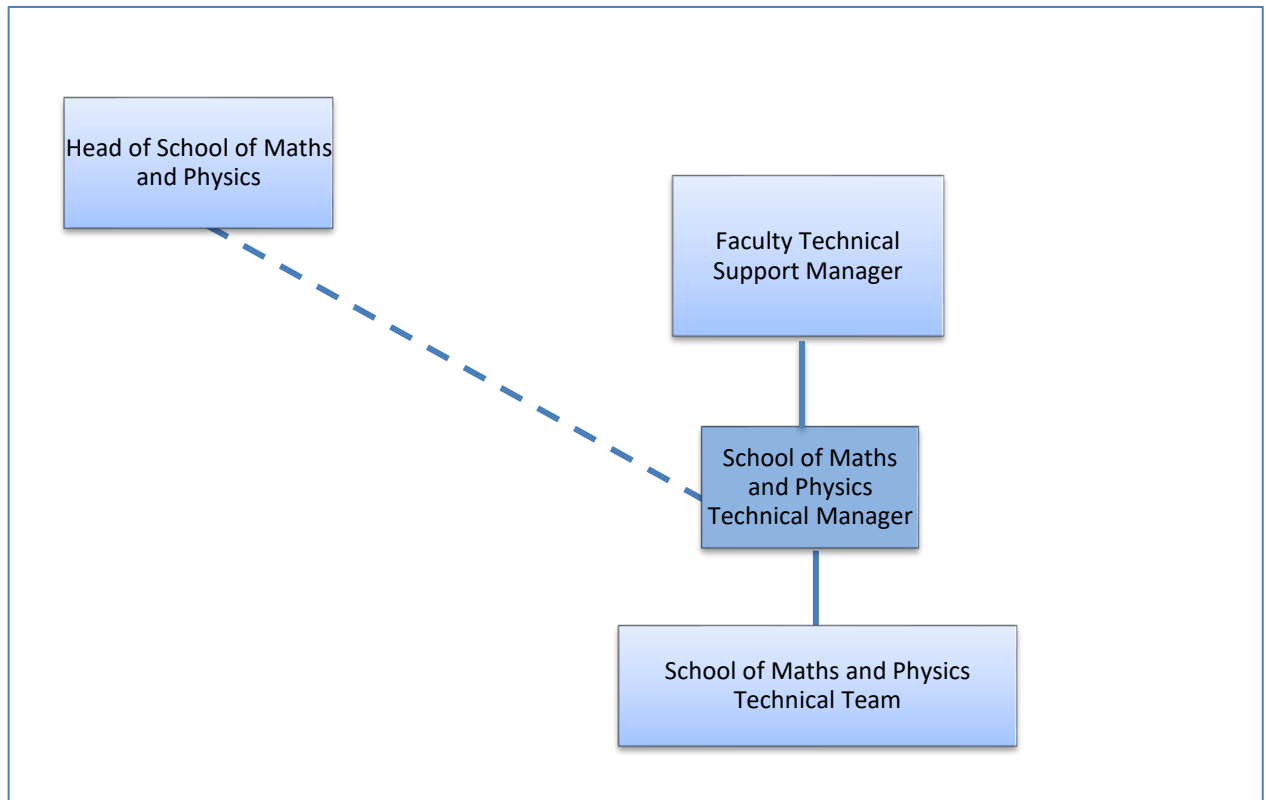 Head of School of Maths
and Physics
Faculty Technical
Support Manager
School of Maths
and Physics
Technical Manager
School of Maths and Physics
Technical Team